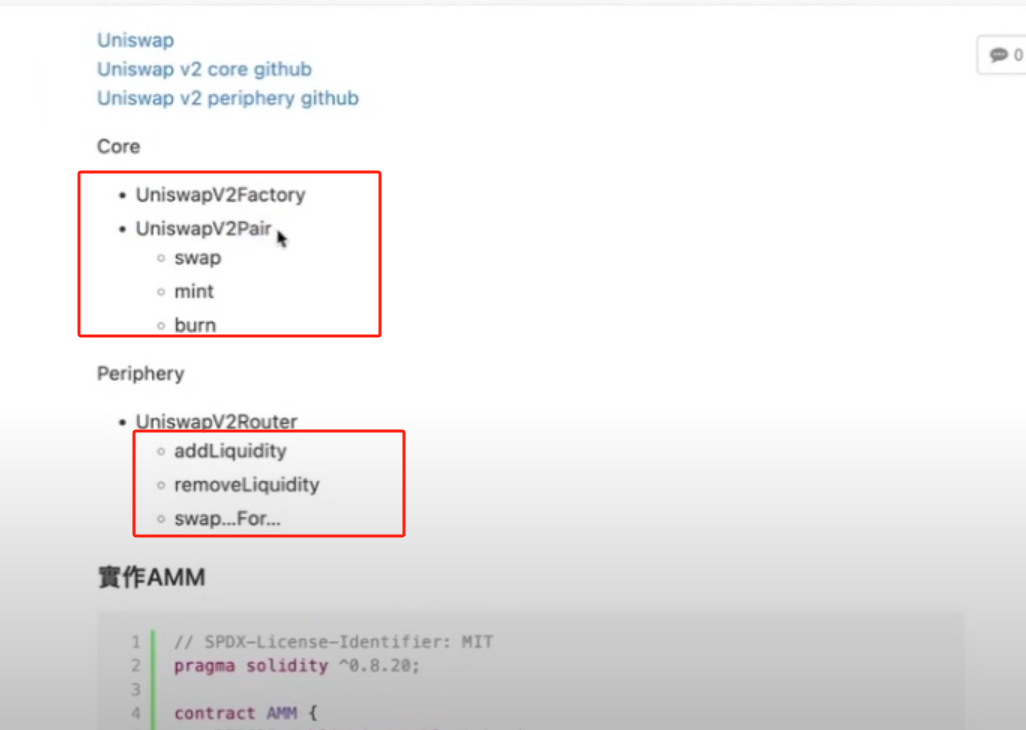 Uniswap
0
Uniswap v2 core github
Uniswap v2 periphery github
Core
UniswapV2Factory
UniswapV2Pair
swap
mint
burn
Periphery
UniswapV2Router
addLiquidity
removeLiquidity
swap...For...
實作AMM
1 // SPDX-License-Identifier: MIT
2 pragma solidity ^0.8.20;
3
4 contract AMM {